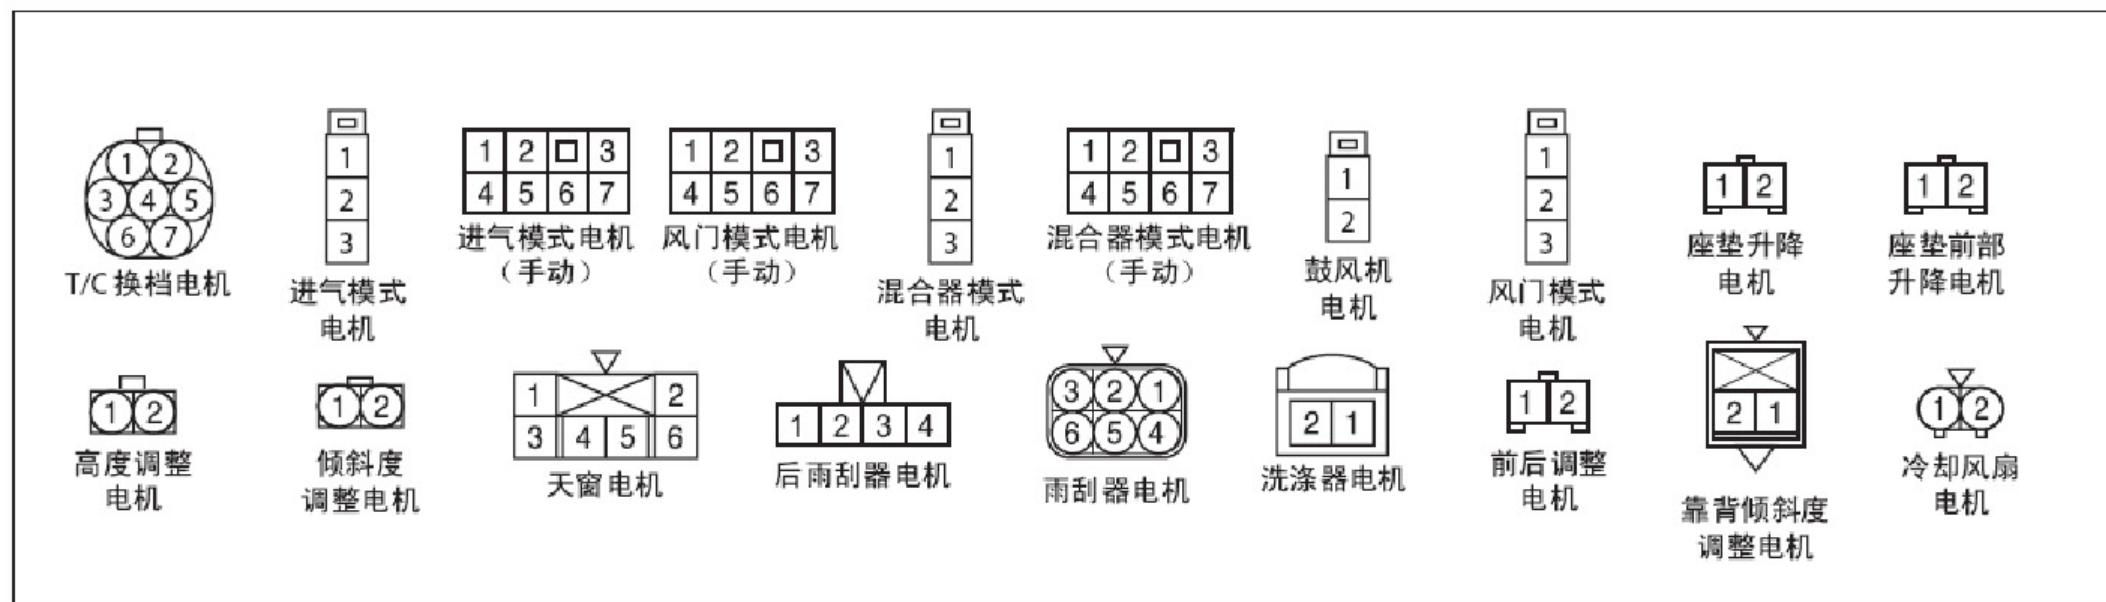 1 2
3 4 5
6 7
T/C 换档电机
1
2
3
进气模式
电机
1 2 3
4 5 6 7
进气模式电机
（手动）
1 2 3
4 5 6 7
风门模式电机
（手动）
1
2
3
混合器模式
电机
1 2 3
4 5 6 7
混合器模式电机
（手动）
1
2
鼓风机
电机
1
2
3
风门模式
电机
1 2
座垫升降
电机
1 2
座垫前部
升降电机
1 2
高度调整
电机
1 2
倾斜度
调整电机
1 2
3 4 5 6
天窗电机
1 2 3 4
后雨刮器电机
3 2 1
6 5 4
雨刮器电机
2 1
洗涤器电机
1 2
前后调整
电机
2 1
靠背倾斜度
调整电机
1 2
冷却风扇
电机